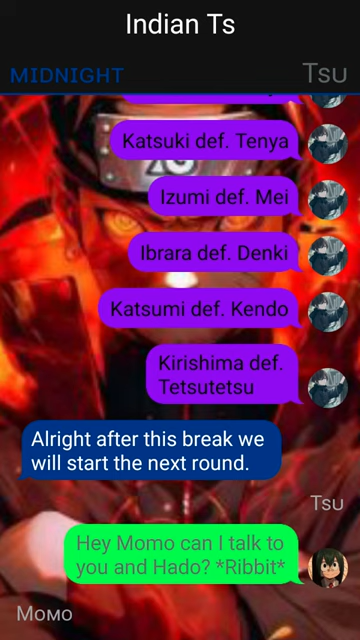 Indian Ts
MIDNIGHT
Tsu
Katsuki def. Tenya
Izumi def. Mei
Ibrara def. Denki
Katsumi def. Kendo
Kirishima def.
Tetsutetsu
Alright after this break we
will start the next round.
Tsu
Hey Momo can I talk to
you and Hado? *Ribbit*
Momo